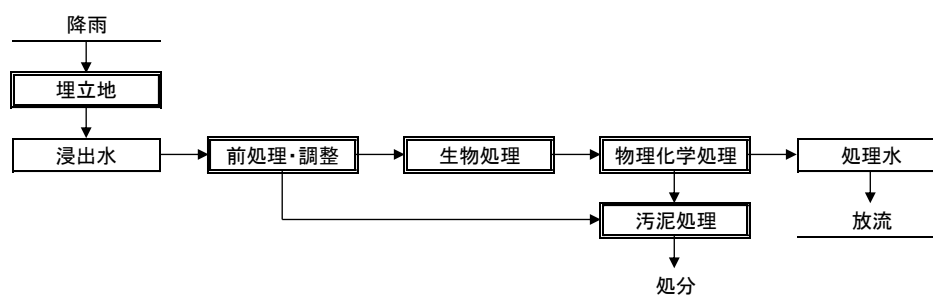 降雨
埋立地
浸出水
前処理・調整
生物処理
物理化学処理
処理水
汚泥処理
放流
処分